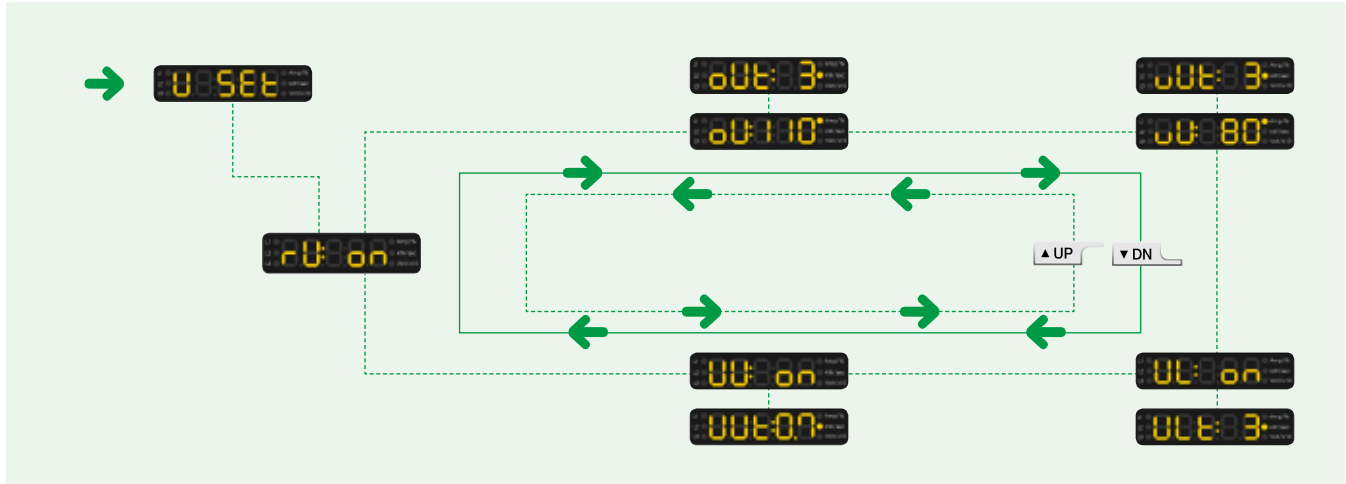 U SEt
oUt: 3
uUt: 3
oU:110
uU: 80
rU: on
▲UP
▼DN
UU: on
UL: on
UUt:0.7
ULt: 3